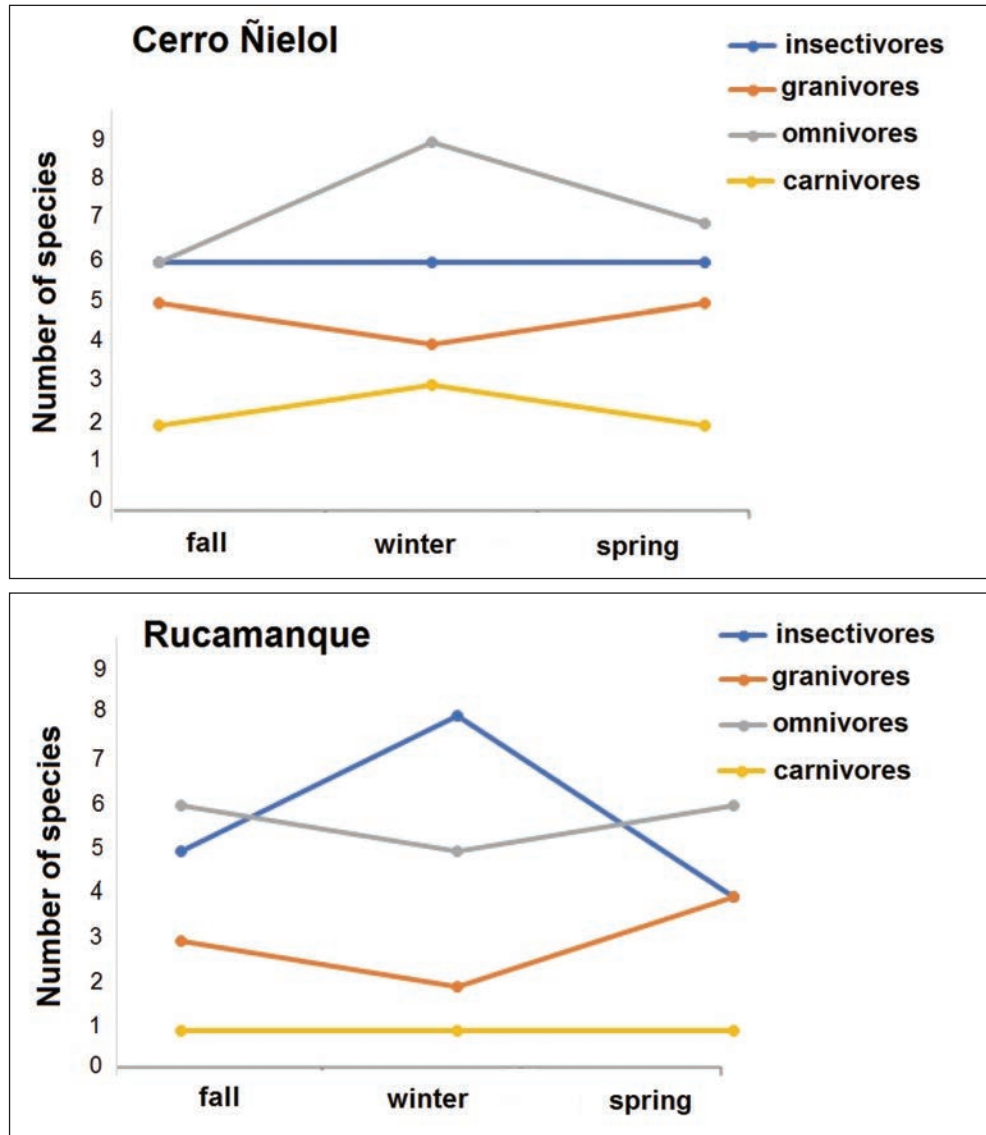 Cerro Ñielol
insectivores
granivores
omnivores
carnivores
Number of species
9
8
7
6
5
4
3
2
1
0
fall winter spring
Rucamanque
insectivores
granivores
omnivores
carnivores
Number of species
9
8
7
6
5
4
3
2
1
0
fall winter spring